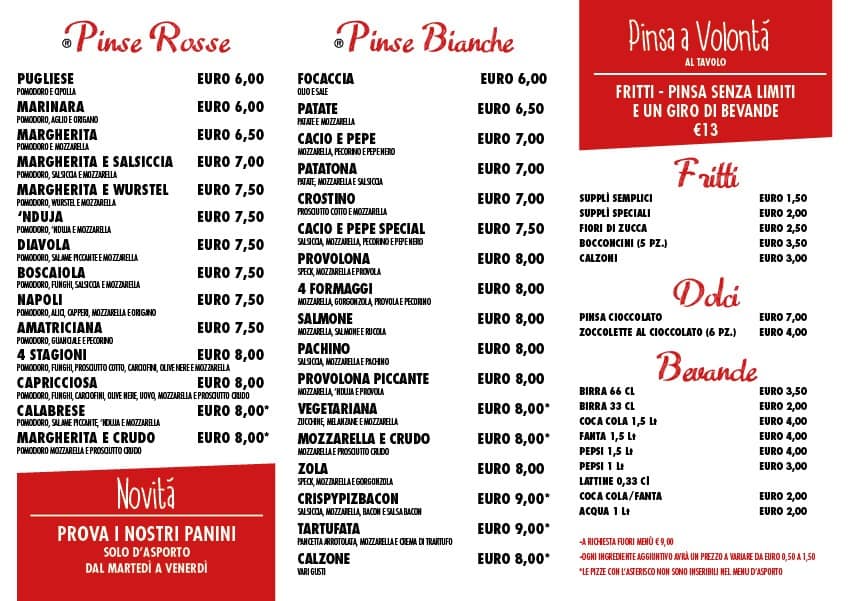 ® Pinse Rosse
PUGLIESE EURO 6,00
POMODORO E CIPOLLA
MARINARA EURO 6,00
POMODORO, AGLIO E ORIGANO
MARGHERITA EURO 6,50
POMODORO E MOZZARELLA
MARGHERITA E SALSICCIA EURO 7,00
POMODORO, SALSICCIA E MOZZARELLA
MARGHERITA E WURSTEL EURO 7,50
POMODORO, WURSTEL E MOZZARELLA
‘NDUJA EURO 7,50
POMODORO, ‘NDUJA E MOZZARELLA
DIAVOLA EURO 7,50
POMODORO, SALAME PICCANTE E MOZZARELLA
BOSCAIOLA EURO 7,50
POMODORO, FUNGHI, SALSICCIA E MOZZARELLA
NAPOLI EURO 7,50
POMODORO, ALICI, CAPPERI, MOZZARELLA E ORIGANO
AMATRICIANA EURO 7,50
POMODORO, GUANCIALE E PECORINO
4 STAGIONI EURO 8,00
POMODORO, FUNGHI, PROSCIUTTO COTTO, CARCIOFINI, OLIVE NERE E MOZZARELLA
CAPRICCIOSA EURO 8,00
POMODORO, FUNGHI, CARCIOFINI, OLIVE NERE, UOVO, MOZZARELLA E PROSCIUTTO CRUDO
CALABRESE EURO 8,00*
POMODORO, SALAME PICCANTE, ‘NDUJA E MOZZARELLA
MARGHERITA E CRUDO EURO 8,00*
POMODORO MOZZARELLA E PROSCIUTTO CRUDO
Novitá
PROVA I NOSTRI PANINI
SOLO D’ASPORTO
DAL MARTEDÌ A VENERDÌ
® Pinse Bianche
FOCACCIA EURO 6,00
OLIO E SALE
PATATE EURO 6,50
PATATE E MOZZARELLA
CACIO E PEPE EURO 7,00
MOZZARELLA, PECORINO E PEPE NERO
PATATONA EURO 7,00
PATATE, MOZZARELLA E SALSICCIA
CROSTINO EURO 7,00
PROSCIUTTO COTTO E MOZZARELLA
CACIO E PEPE SPECIAL EURO 7,50
SALSICCIA, MOZZARELLA, PECORINO E PEPE NERO
PROVOLONA EURO 8,00
SPECK, MOZZARELLA E PROVOLA
4 FORMAGGI EURO 8,00
MOZZARELLA, GORGONZOLA, PROVOLA E PECORINO
SALMONE EURO 8,00
MOZZARELLA, SALMONE E RUCOLA
PACHINO EURO 8,00
SALSICCIA, MOZZARELLA E PACHINO
PROVOLONA PICCANTE EURO 8,00
MOZZARELLA, ‘NDUJA E PROVOLA
VEGETARIANA EURO 8,00*
ZUCCHINE, MELANZANE E MOZZARELLA
MOZZARELLA E CRUDO EURO 8,00*
MOZZARELLA E PROSCIUTTO CRUDO
ZOLA EURO 8,00
SPECK, MOZZARELLA E GORGONZOLA
CRISPYPIZBACON EURO 9,00*
SALSICCIA, MOZZARELLA, BACON E SALSA BACON
TARTUFATA EURO 9,00*
PANCETTA ARROTOLATA, MOZZARELLA E CREMA DI TARTUFO
CALZONE EURO 8,00*
VARI GUSTI
Pinsa a Volontá
AL TAVOLO
FRITTI - PINSA SENZA LIMITI
E UN GIRO DI BEVANDE
€13
Fritti
SUPPLÌ SEMPLICI EURO 1,50
SUPPLÌ SPECIALI EURO 2,00
FIORI DI ZUCCA EURO 2,50
BOCCONCINI (5 PZ.) EURO 3,50
CALZONI EURO 3,00
Dolci
PINSA CIOCCOLATO EURO 7,00
ZOCCOLETTE AL CIOCCOLATO (6 PZ.) EURO 4,00
Bevande
BIRRA 66 CL EURO 3,50
BIRRA 33 CL EURO 2,00
COCA COLA 1,5 Lt EURO 4,00
FANTA 1,5 Lt EURO 4,00
PEPSI 1,5 Lt EURO 4,00
PEPSI 1 Lt EURO 3,00
LATTINE 0,33 Cl
COCA COLA/FANTA EURO 2,00
ACQUA 1 Lt EURO 2,00
-A RICHIESTA FUORI MENÙ € 9,00
-OGNI INGREDIENTE AGGIUNTIVO AVRÀ UN PREZZO A VARIARE DA EURO 0,50 A 1,50
*LE PIZZE CON L’ASTERISCO NON SONO INSERIBILI NEL MENU D’ASPORTO